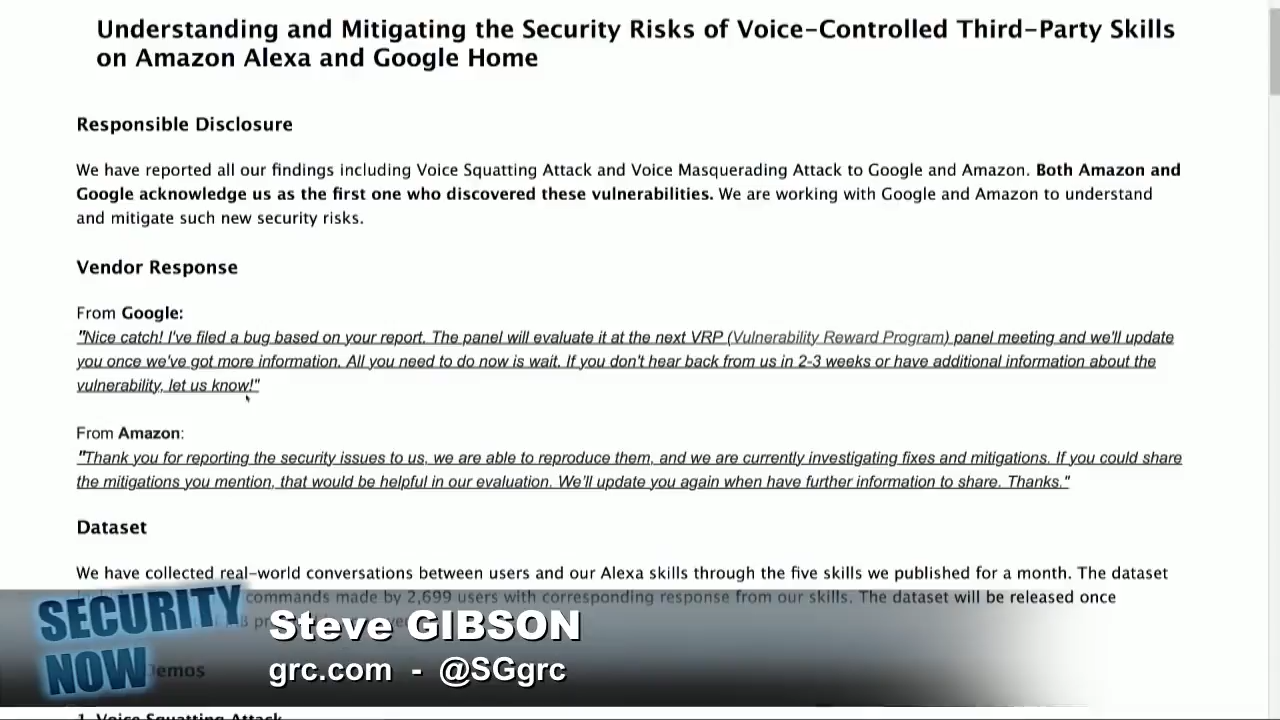 Understanding and Mitigating the Security Risks of Voice-Controlled Third-Party Skills
on Amazon Alexa and Google Home
Responsible Disclosure
We have reported all our findings including Voice Squatting Attack and Voice Masquerading Attack to Google and Amazon. Both Amazon and
Google acknowledge us as the first one who discovered these vulnerabilities. We are working with Google and Amazon to understand
and mitigate such new security risks.
Vendor Response
From Google:
"Nice catch! I've filed a bug based on your report. The panel will evaluate it at the next VRP (Vulnerability Reward Program) panel meeting and we'll update
you once we've got more information. All you need to do now is wait. If you don't hear back from us in 2-3 weeks or have additional information about the
vulnerability, let us know!"
From Amazon:
"Thank you for reporting the security issues to us, we are able to reproduce them, and we are currently investigating fixes and mitigations. If you could share
the mitigations you mention, that would be helpful in our evaluation. We'll update you again when have further information to share. Thanks."
Dataset
We have collected real-world conversations between users and our Alexa skills through the five skills we published for a month. The dataset
commands made by 2,699 users with corresponding response from our skills. The dataset will be released once
SECURITY NOW
Steve GIBSON
grc.com - @SGgrc
Demos
1. Voice Squatting Attack